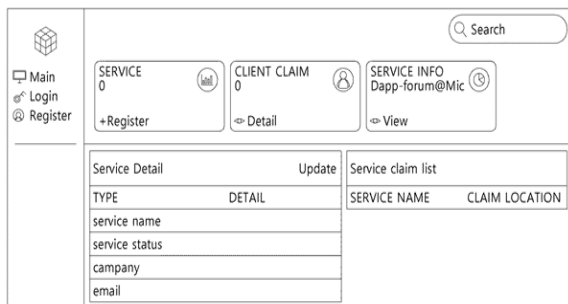 Search
Main
Login
Register
SERVICE
0
+Register
CLIENT CLAIM
0
Detail
SERVICE INFO
Dapp-forum@Mic
View
Service Detail Update
TYPE DETAIL
service name
service status
campany
email
Service claim list
SERVICE NAME CLAIM LOCATION